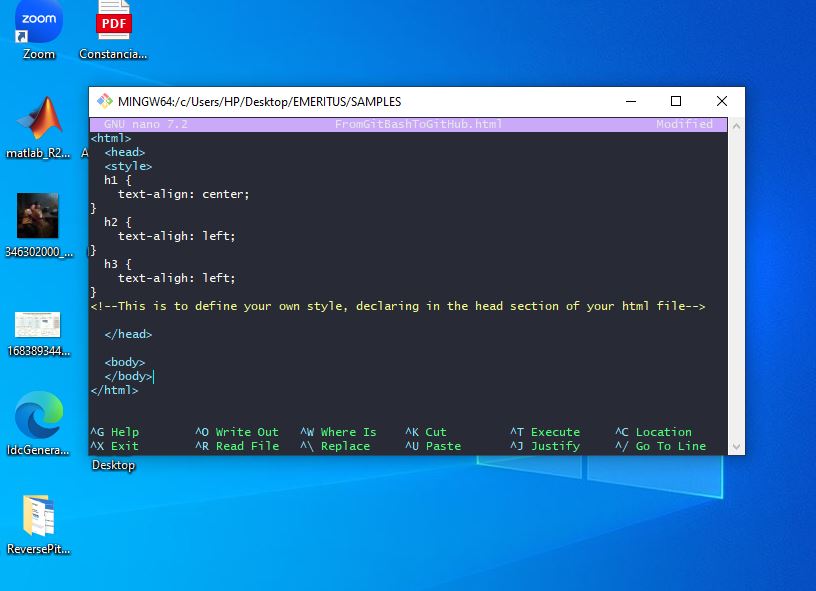 zoom
Zoom
PDF
Constancia...
MINGW64:/c/Users/HP/Desktop/EMERITUS/SAMPLES
matlab_R2...
A
346302000_...
168389344...
IdcGenera...
Desktop
ReversePit...
GNU nano 7.2 FromGitBashToGitHub.html Modified
<html>
<head>
<style>
h1 {
text-align: center;
}
h2 {
text-aligh: left;
}
h3 {
text-aligh: left;
}
<!--This is to define your own style, declaring in the head section of your html file-->
</head>
<body>
</body>
</html>
^G Help ^O Write Out ^W Where Is ^K Cut ^T Execute ^C Location
^X Exit ^R Read File ^\ Replace ^U Paste ^J Justify ^/ Go To Line